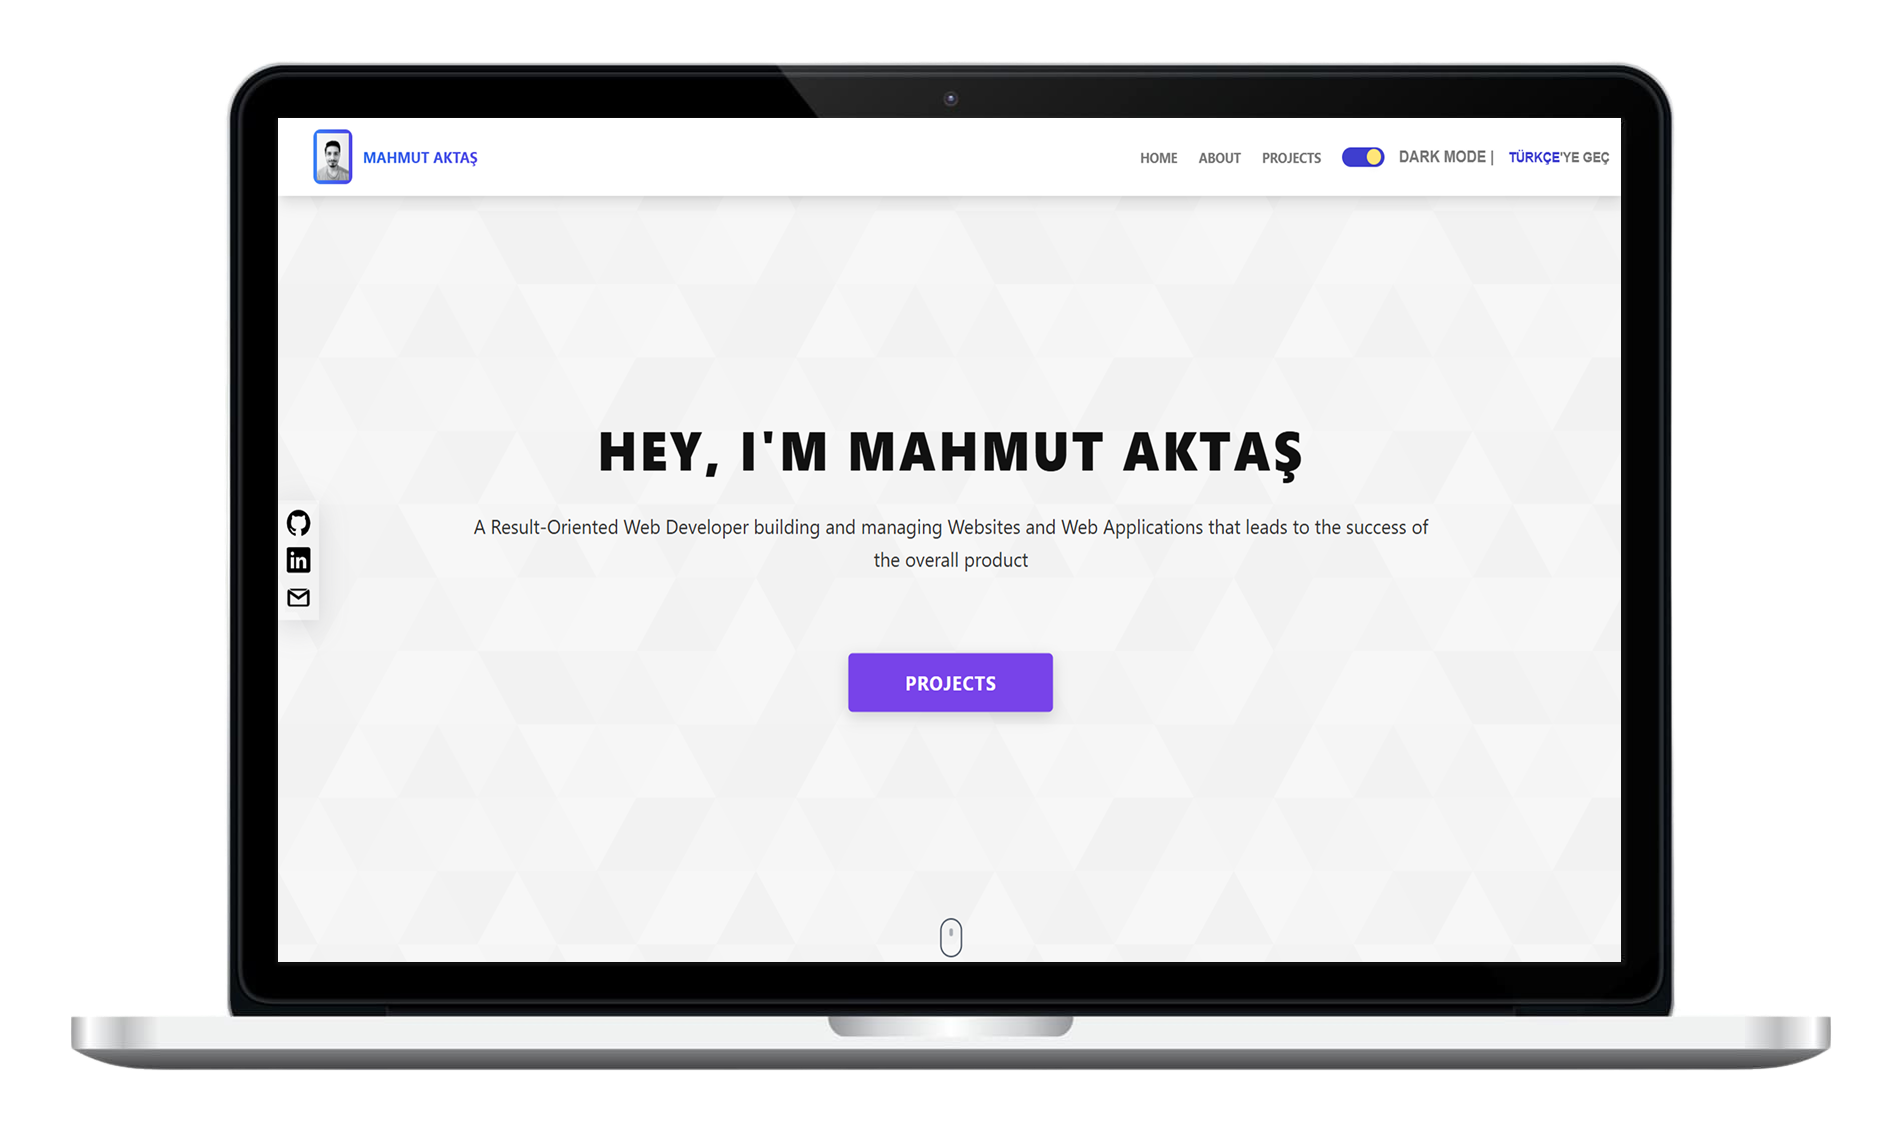 MAHMUT AKTAŞ
HOME ABOUT PROJECTS DARK MODE | TÜRKÇE'YE GEÇ
HEY, I'M MAHMUT AKTAŞ
A Result-Oriented Web Developer building and managing Websites and Web Applications that leads to the success of
the overall product
in
PROJECTS